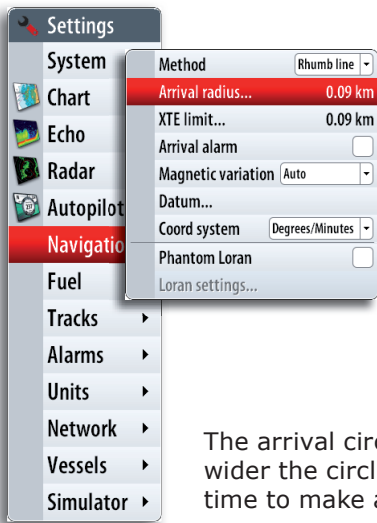 Settings
System
Chart
Echo
Radar
Autopilot
Navigatio
Fuel
Tracks
Alarms
Units
Network
Vessels
Simulator
Method Rhumb line
Arrival radius... 0.09 km
XTE limit... 0.09 km
Arrival alarm
Magnetic variation Auto
Datum...
Coord system Degrees/Minutes
Phantom Loran
Loran settings...
The arrival circ
wider the circl
time to make a